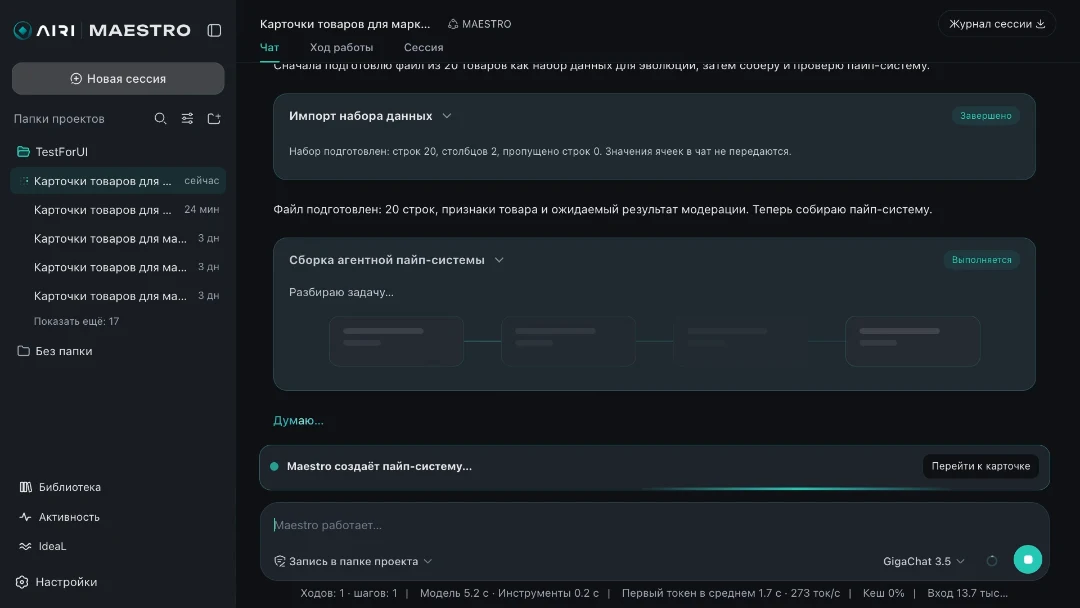 AIRI MAESTRO
Новая сессия
Папки проектов
TestForUI
Карточки товаров для ... сейчас
Карточки товаров для ... 24 мин
Карточки товаров для ма... 3 дн
Карточки товаров для ма... 3 дн
Карточки товаров для ма... 3 дн
Показать ещё: 17
Без папки
Библиотека
Активность
IdeaL
Настройки
Карточки товаров для марк... MAESTRO
Журнал сессии
Чат Ход работы Сессия
Сначала подготовлю файл из 20 товаров как набор данных для эволюции, затем соберу и проверю пайп-систему.
Импорт набора данных Завершено
Набор подготовлен: строк 20, столбцов 2, пропущено строк 0. Значения ячеек в чат не передаются.
Файл подготовлен: 20 строк, признаки товара и ожидаемый результат модерации. Теперь собираю пайп-систему.
Сборка агентной пайп-системы Выполняется
Разбираю задачу...
Думаю...
Maestro создаёт пайп-систему... Перейти к карточке
Maestro работает...
Запись в папке проекта GigaChat 3.5
Ходов: 1 · шагов: 1 | Модель 5.2 с · Инструменты 0.2 с | Первый токен в среднем 1.7 с · 273 ток/с | Кеш 0% | Вход 13.7 тыс...